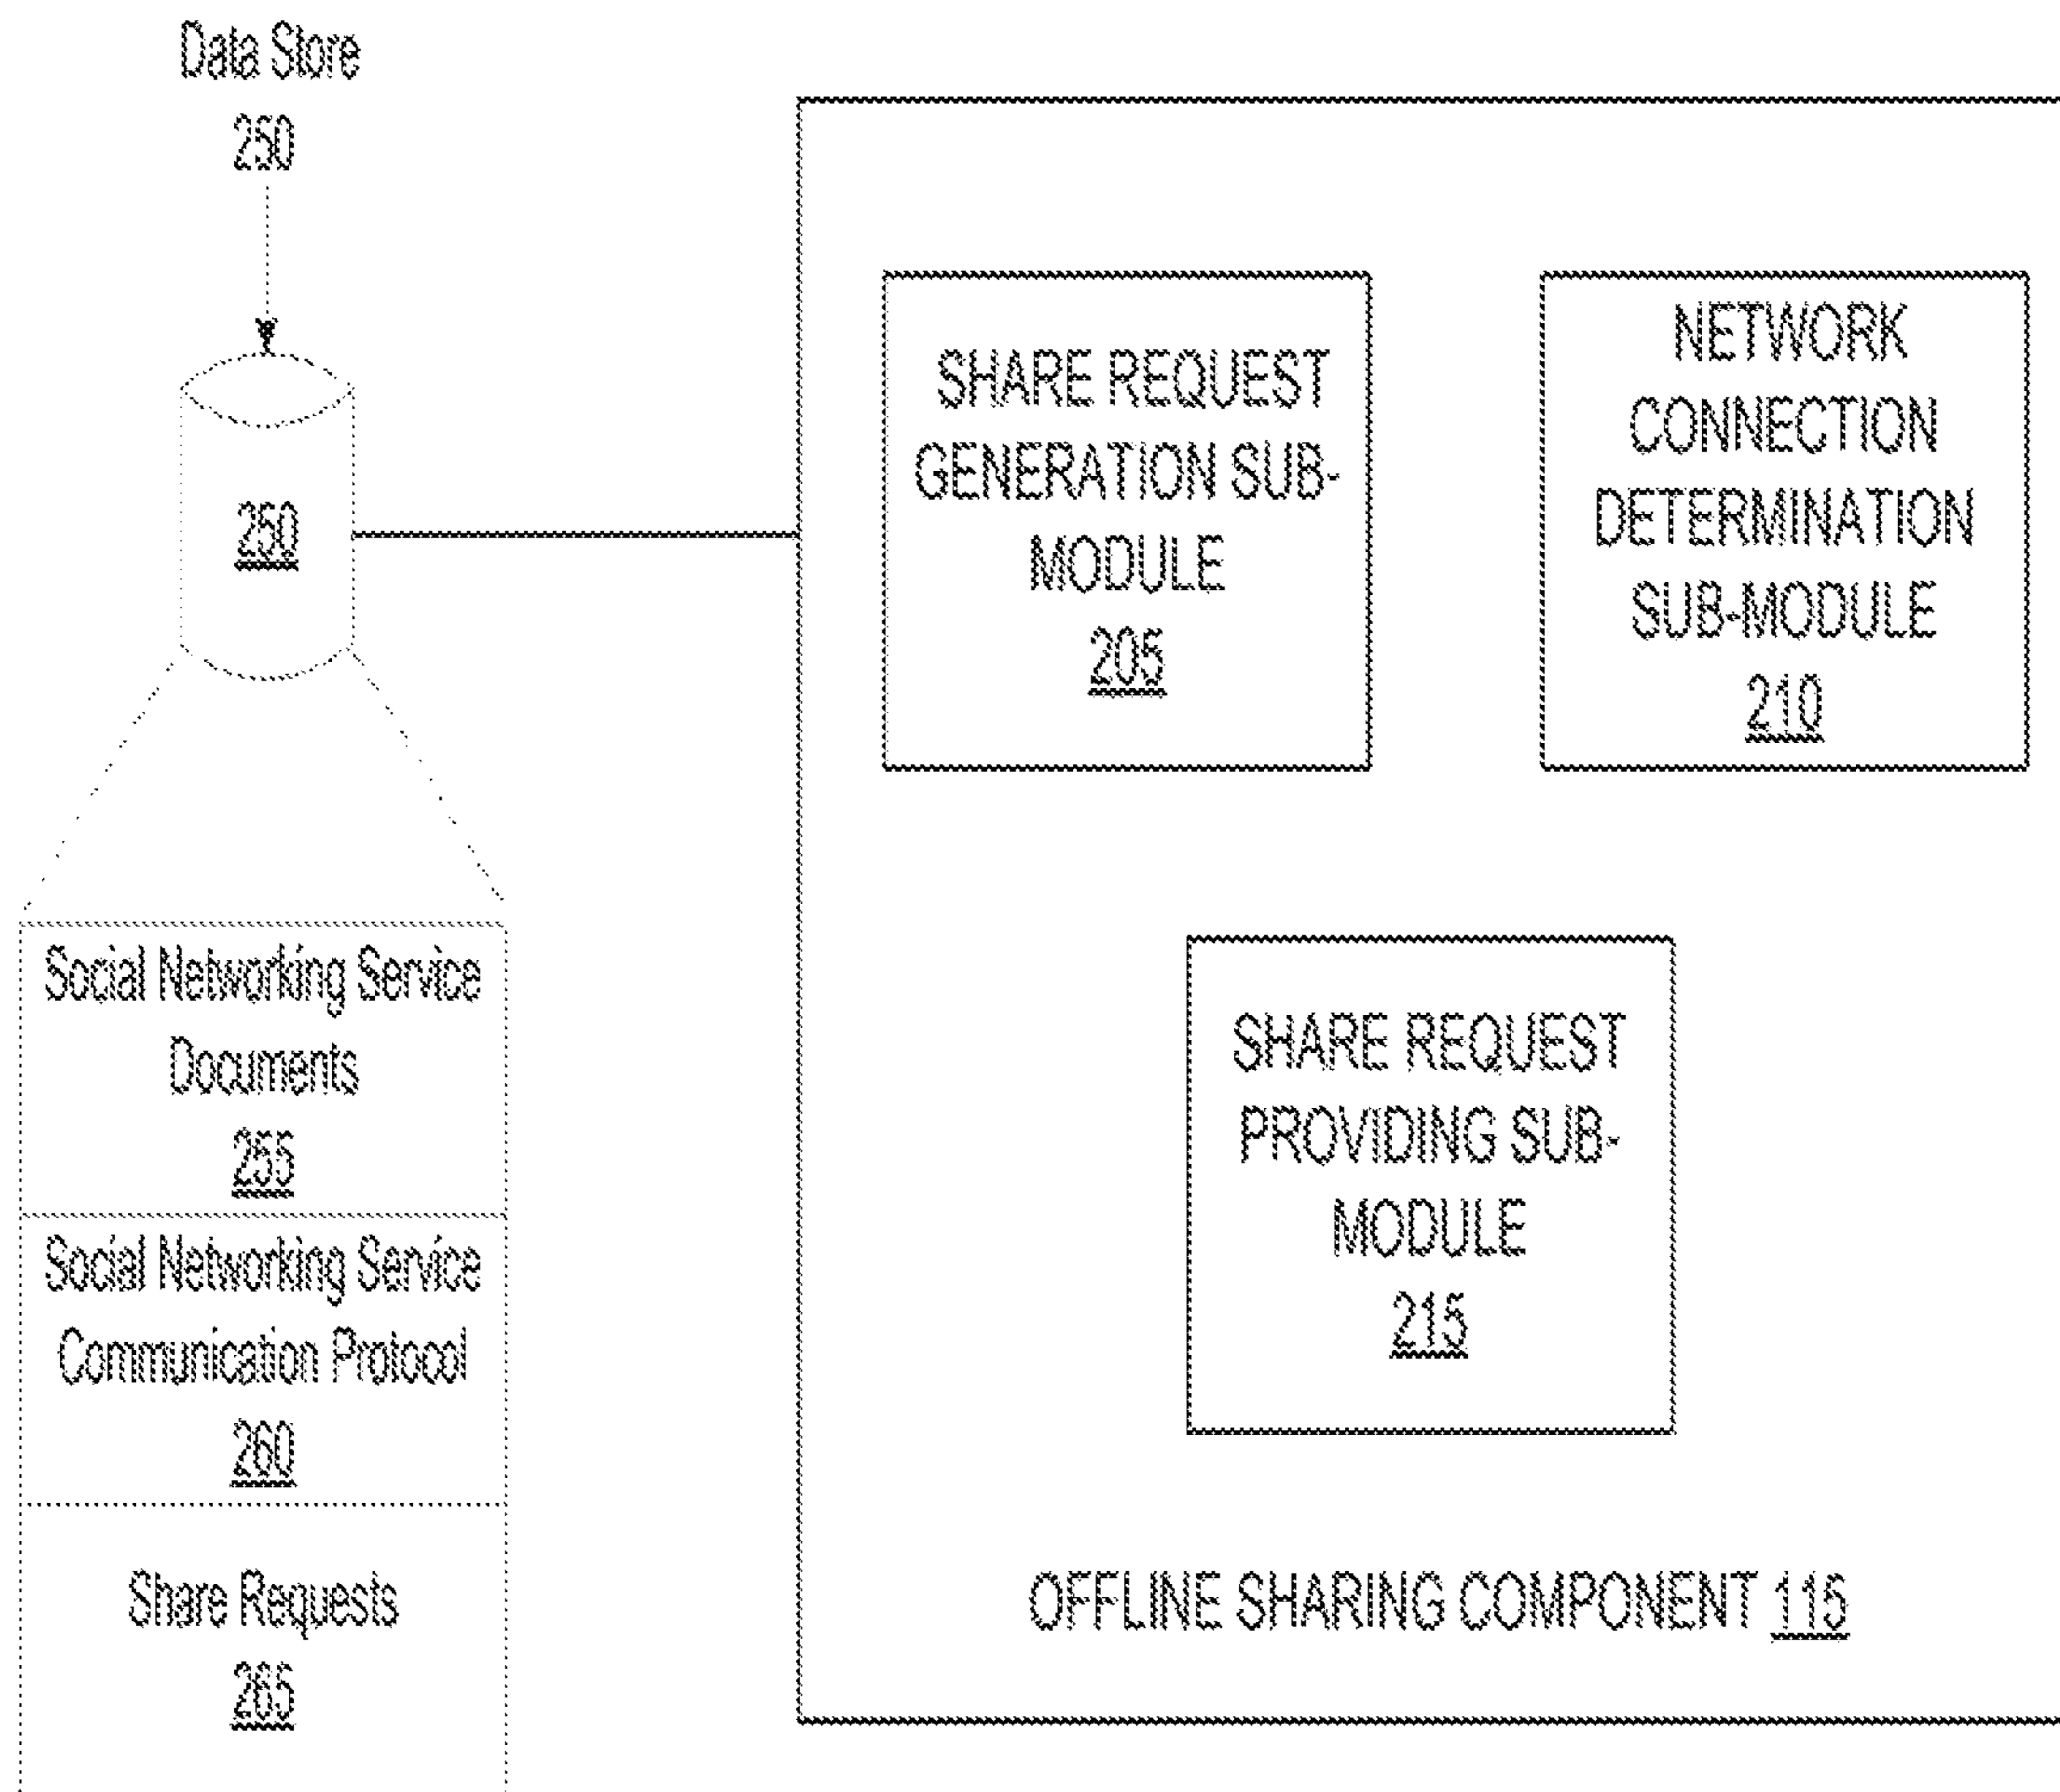 Data Store
250
250
Social Networking Service
Documents
255
Social Networking Service
Communication Protocol
260
Share Requests
265
SHARE REQUEST
GENERATION SUB-
MODULE
205
NETWORK
CONNECTION
DETERMINATION
SUB-MODULE
210
SHARE REQUEST
PROVIDING SUB-
MODULE
215
OFFLINE SHARING COMPONENT 115